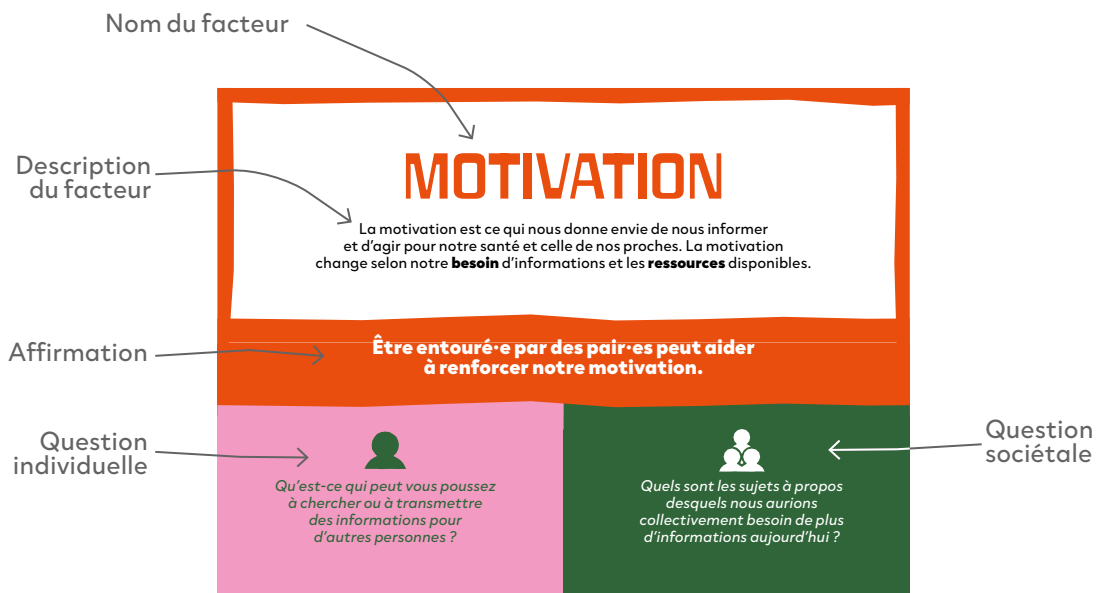 Nom du facteur
Description
du facteur
MOTIVATION
La motivation est ce qui nous donne envie de nous informer
et d'agir pour notre santé et celle de nos proches. La motivation
change selon notre besoin d'informations et les ressources disponibles.
Affirmation
Être entouré·e par des pair·es peut aider
à renforcer notre motivation.
Question
individuelle
Qu'est-ce qui peut vous poussez
à chercher ou à transmettre
des informations pour
d'autres personnes ?
Quels sont les sujets à propos
desquels nous aurions
collectivement besoin de plus
d'informations aujourd'hui ?
Question
sociétale